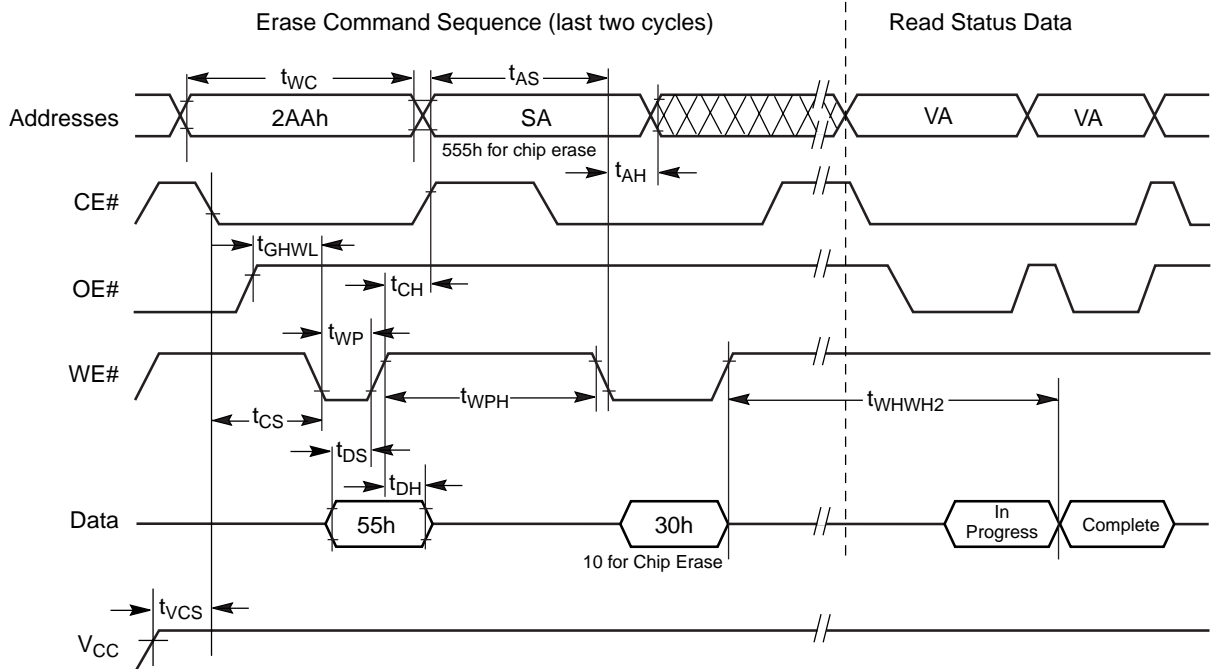 Erase Command Sequence (last two cycles) Read Status Data
tWC tAS
Addresses 2AAh SA VA VA
555h for chip erase
tAH
CE#
tGHWL
OE# tCH
tWP
WE#
tWPH tWHWH2
tCS
tDS
tDH
Data 55h 30h In Progress Complete
10 for Chip Erase
tVCS
VCC